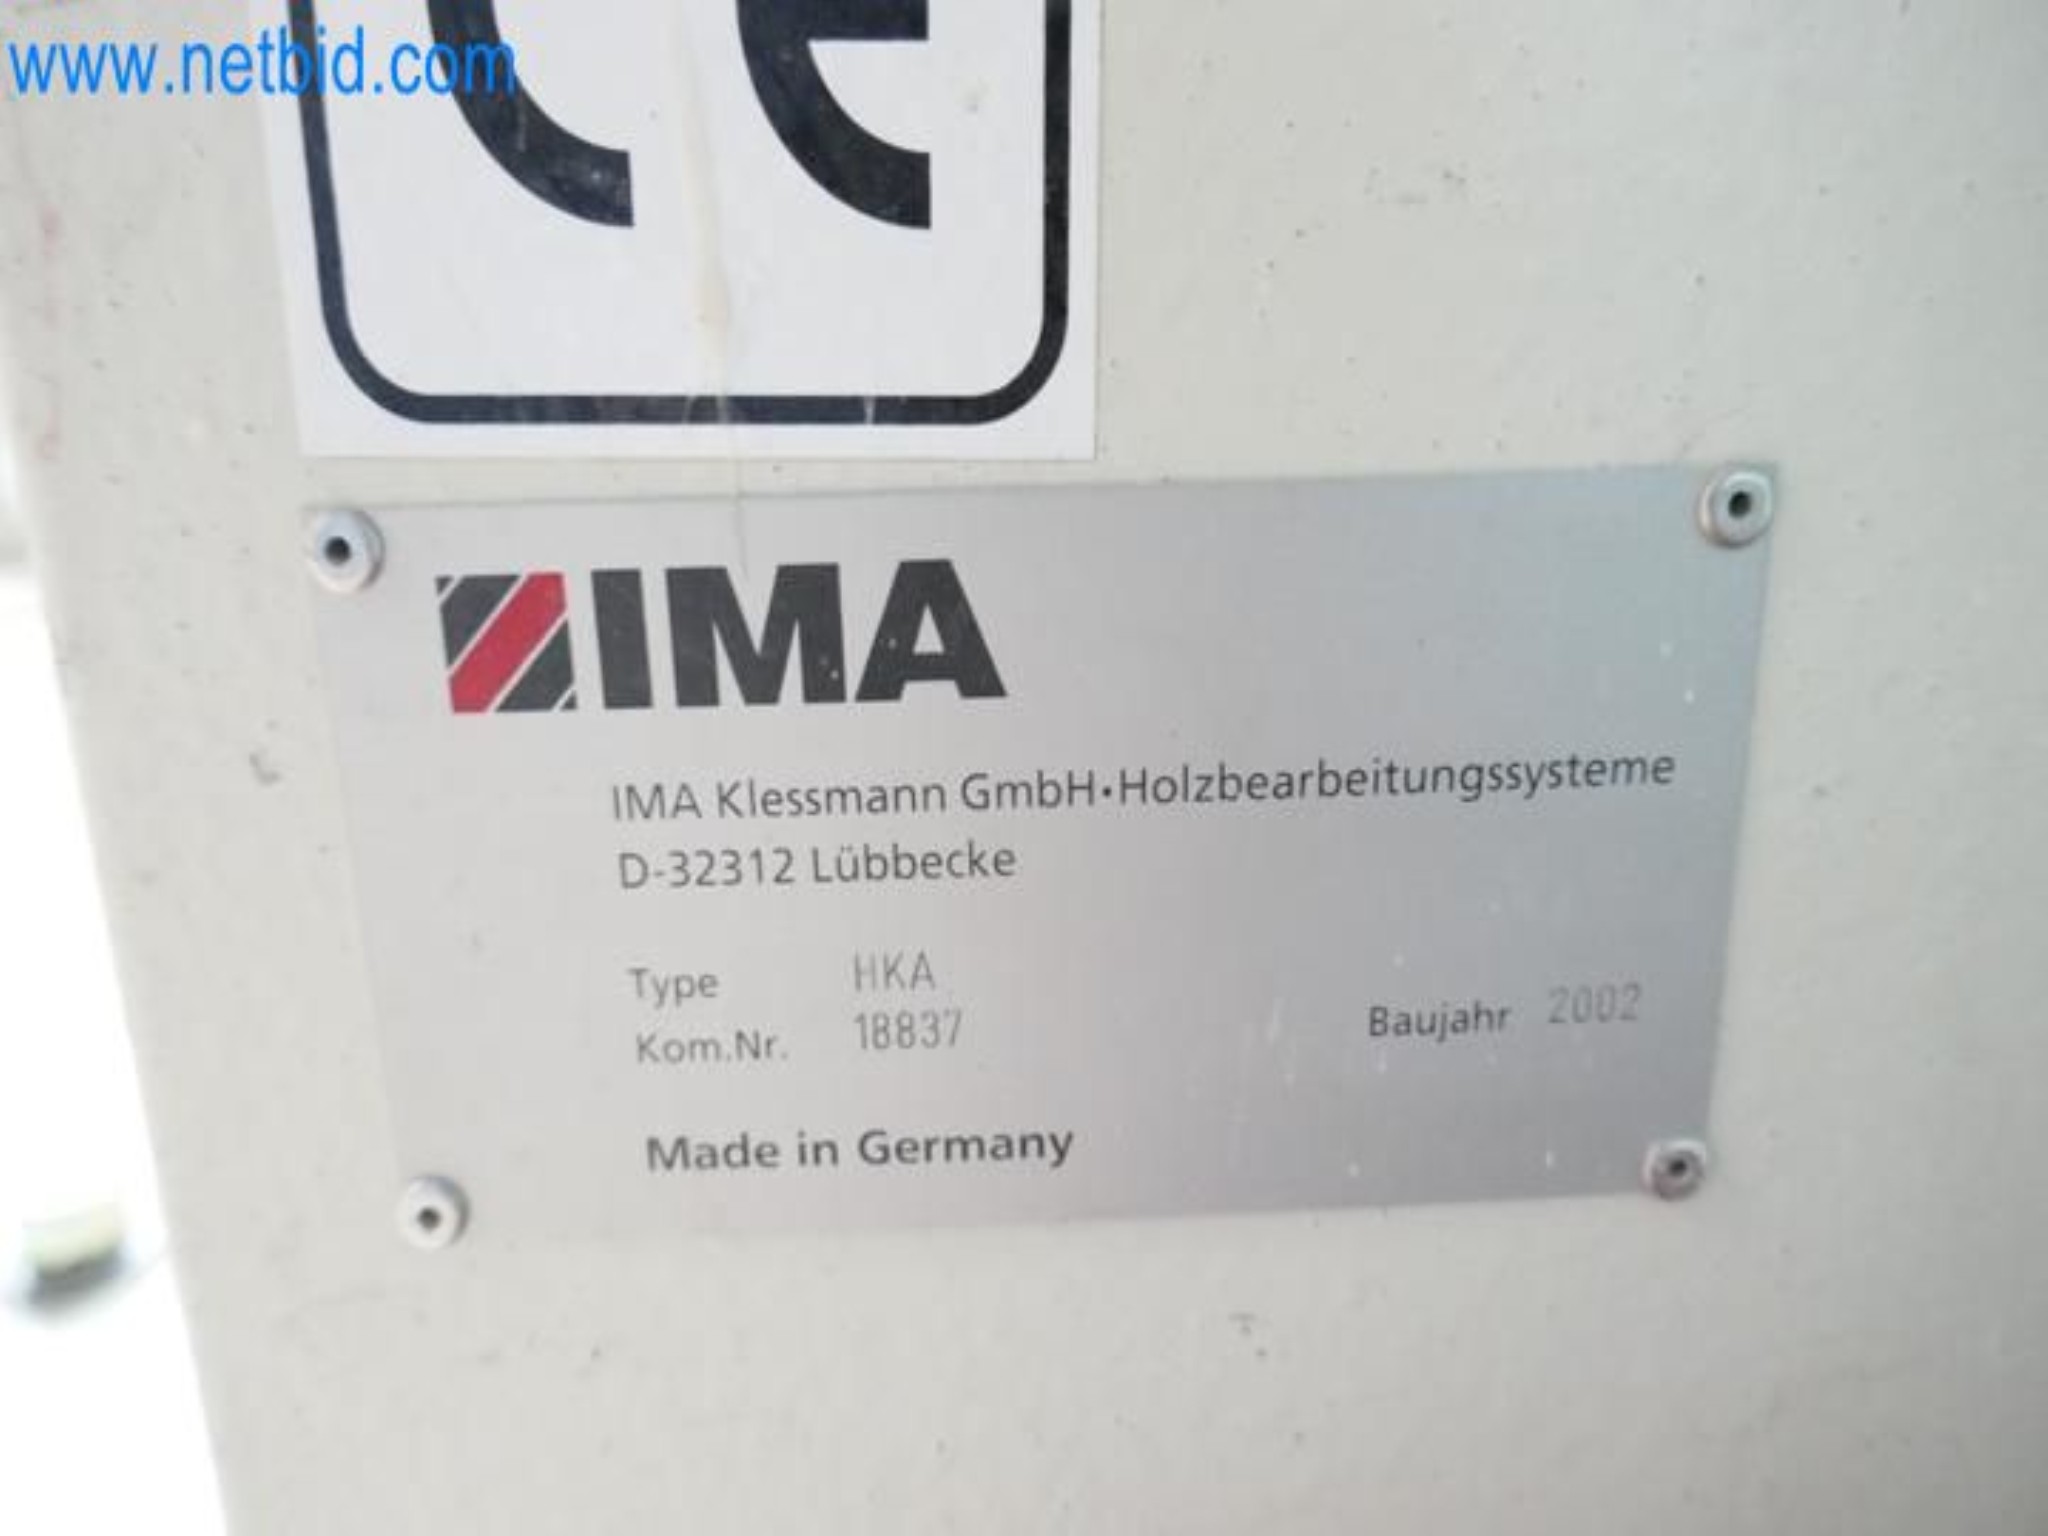 www.netbid.com
CE
IMA
IMA Klessmann GmbH•Holzbearbeitungssysteme
D-32312 Lübbecke
Type HKA
Kom.Nr. 18837 Baujahr 2002
Made in Germany